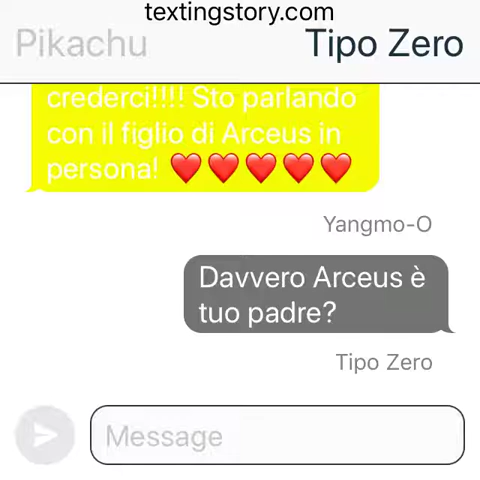 textingstory.com
Pikachu Tipo Zero
crederci!!!! Sto parlando
con il figlio di Arceus in
persona! ❤️❤️❤️❤️❤️
Yangmo-O
Davvero Arceus è
tuo padre?
Tipo Zero
Message